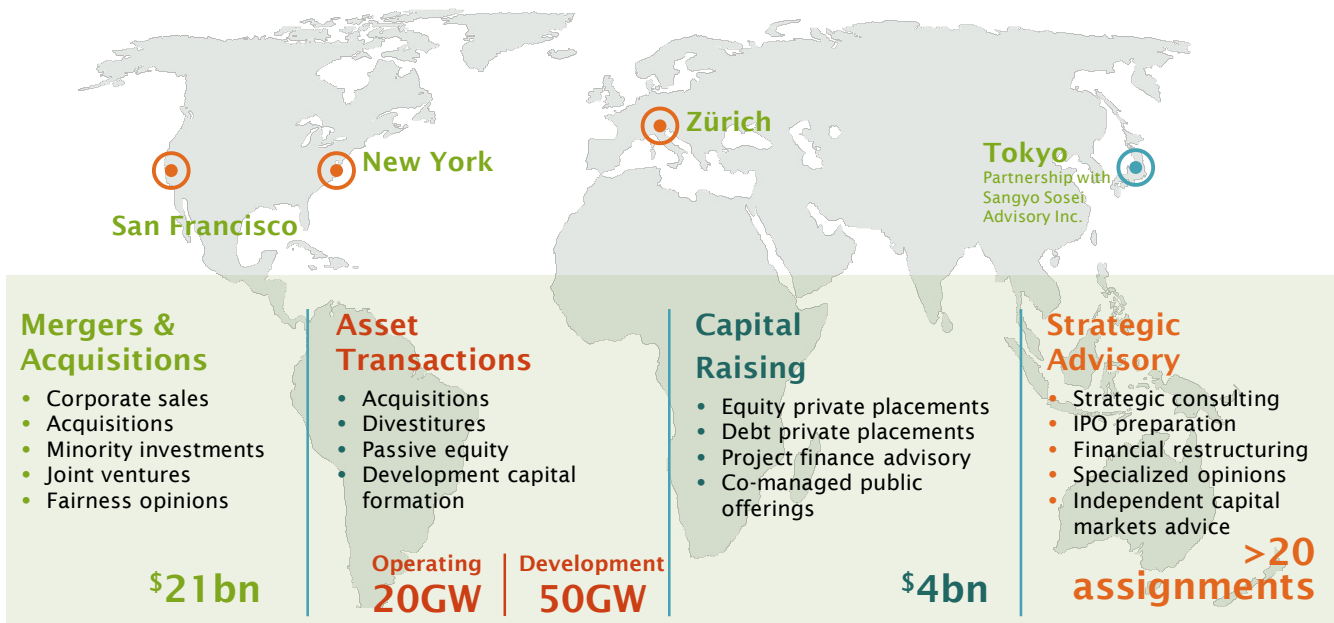 Zürich
New York
San Francisco
Tokyo
Partnership with
Sangyo Sosei
Advisory Inc.
Mergers &
Acquisitions
• Corporate sales
• Acquisitions
• Minority investments
• Joint ventures
• Fairness opinions
$21bn
Asset
Transactions
• Acquisitions
• Divestitures
• Passive equity
• Development capital
formation
Operating
20GW
Development
50GW
Capital
Raising
• Equity private placements
• Debt private placements
• Project finance advisory
• Co-managed public
offerings
$4bn
Strategic
Advisory
• Strategic consulting
• IPO preparation
• Financial restructuring
• Specialized opinions
• Independent capital
markets advice
>20
assignments